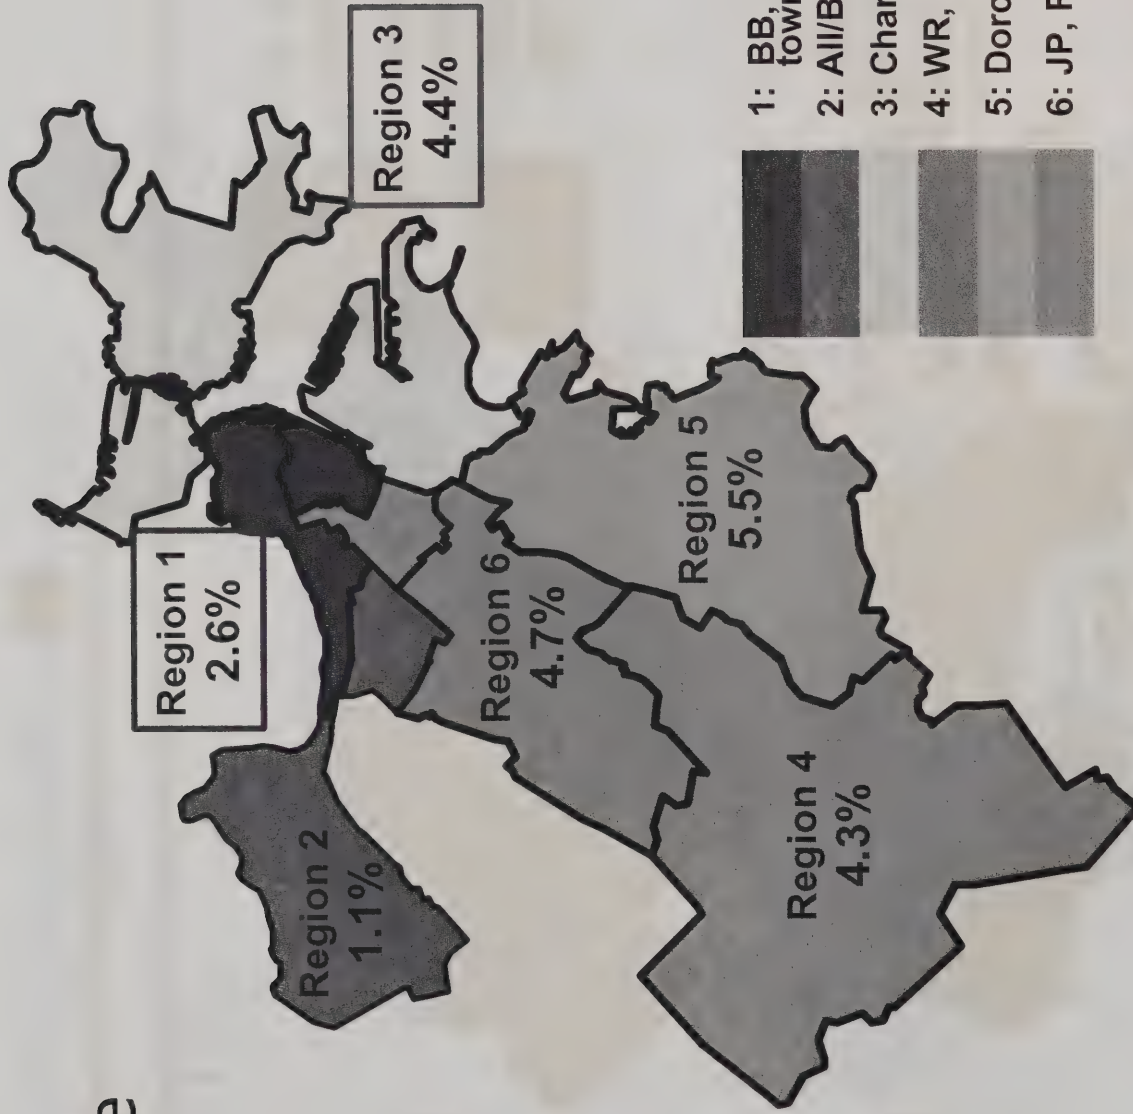 e
Region 1
2.6%
Region 2
1.1%
Region 3
4.4%
Region 4
4.3%
Region 5
5.5%
Region 6
4.7%
1: BB,
town
2: All/B
3: Char
4: WR,
5: Dorc
6: JP, R